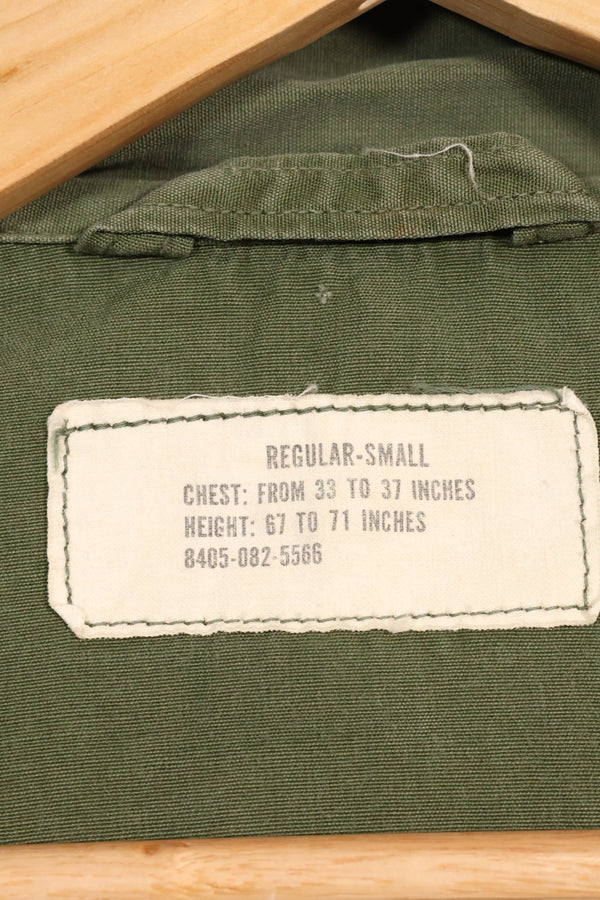 REGULAR-SMALL
CHEST: FROM 33 TO 37 INCHES
HEIGHT: 67 TO 71 INCHES
8405-082-5566